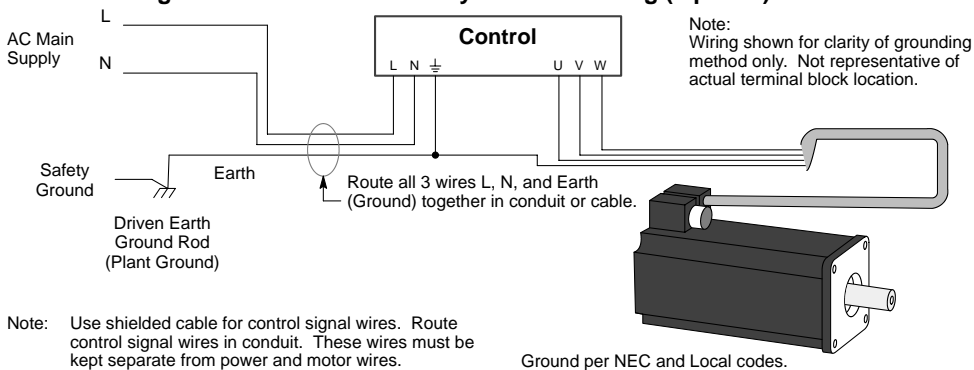 L
AC Main
Supply
N
Control
L N U V W
Note:
Wiring shown for clarity of grounding
method only. Not representative of
actual terminal block location.
Safety
Ground
Earth
Route all 3 wires L, N, and Earth
(Ground) together in conduit or cable.
Driven Earth
Ground Rod
(Plant Ground)
Note: Use shielded cable for control signal wires. Route
control signal wires in conduit. These wires must be
kept separate from power and motor wires.
Ground per NEC and Local codes.